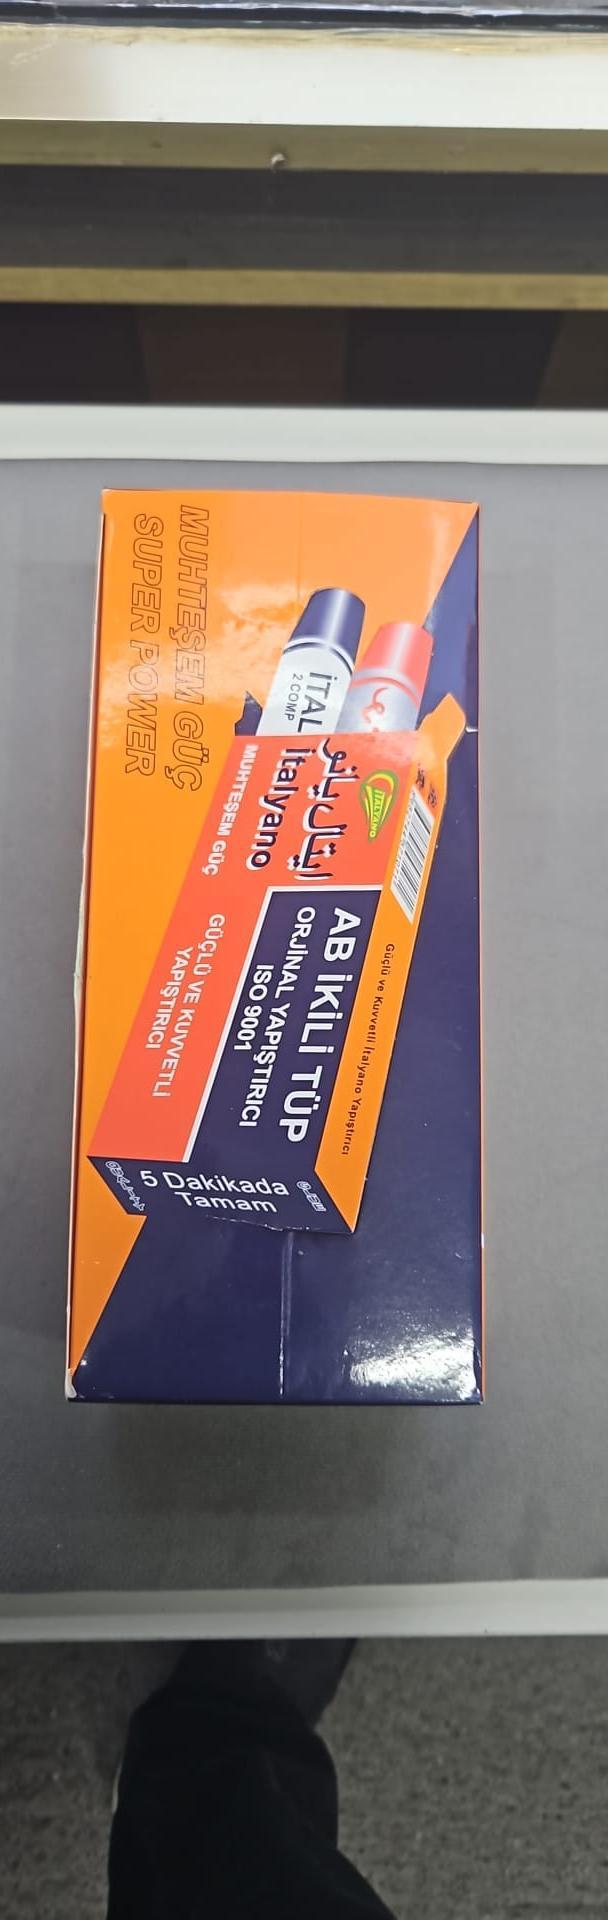 MUHTEŞEM GÜÇ
SUPER POWER
İTAL
2 COMP
ITALYANO
ايتاليانو
italyano
MUHTEŞEM GÜÇ
GÜÇLÜ VE KUVVETLİ
YAPIŞTIRICI
AB İKİLİ TÜP
ORJİNAL YAPIŞTIRICI
ISO 9001
Güçlü ve Kuvvetli İtalyano Yapıştırıcı
5 Dakikada
Tamam